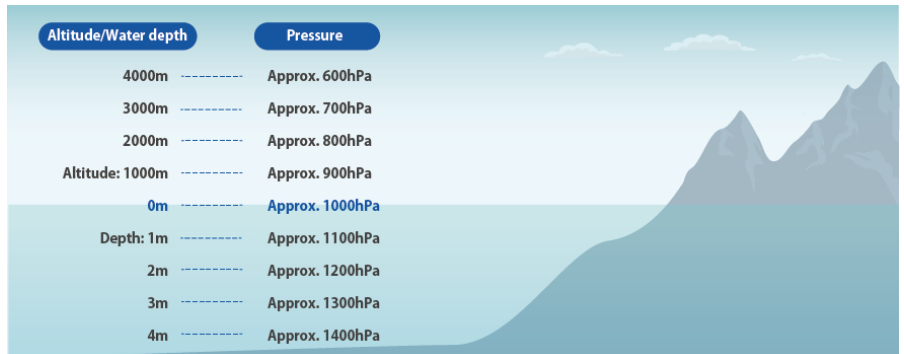 Altitude/Water depth Pressure
4000m Approx. 600hPa
3000m Approx. 700hPa
2000m Approx. 800hPa
Altitude: 1000m Approx. 900hPa
0m Approx. 1000hPa
Depth: 1m Approx. 1100hPa
2m Approx. 1200hPa
3m Approx. 1300hPa
4m Approx. 1400hPa